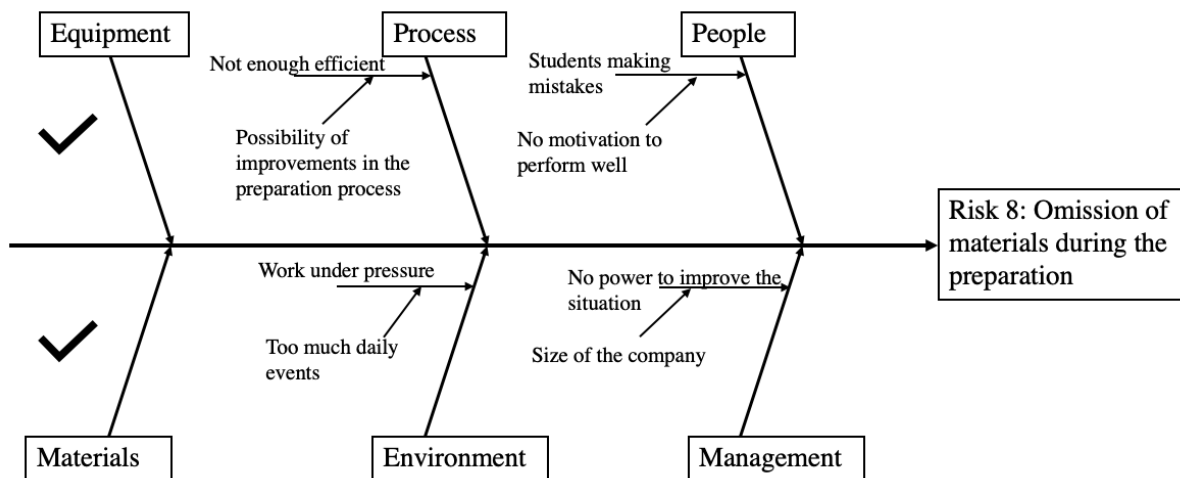 Equipment
Process
People
Not enough efficient
Students making
mistakes
Possibility of
improvements in the
preparation process
No motivation to
perform well
Risk 8: Omission of
materials during the
preparation
Work under pressure
No power to improve the
situation
Too much daily
events
Size of the company
Materials
Environment
Management